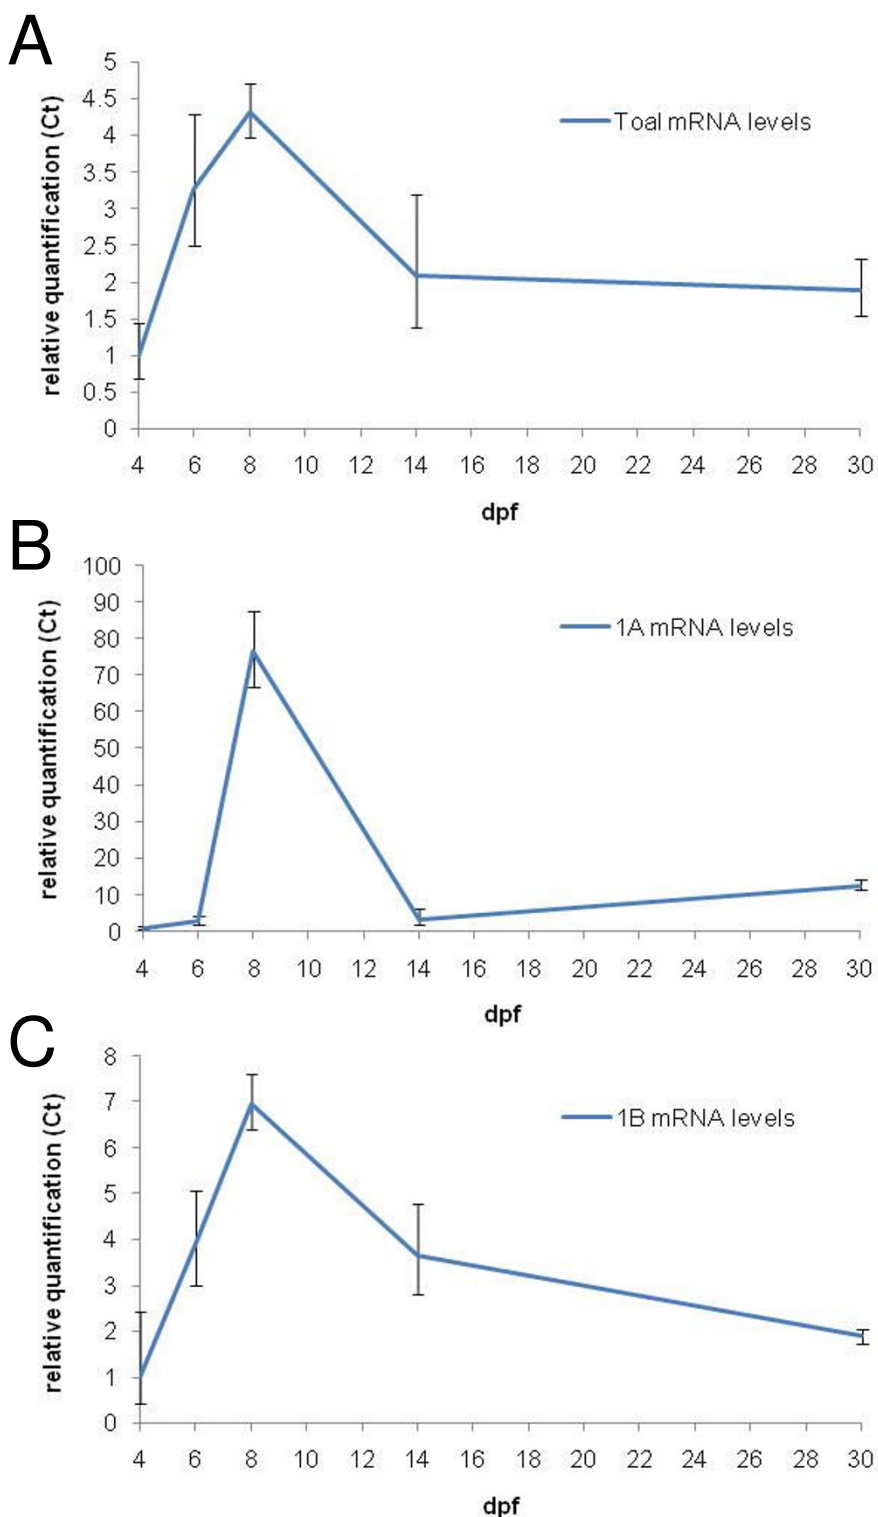 A
5
4.5
4
3.5
3
2.5
2
1.5
1
0.5
0
relative quantification (Ct)
Toal mRNA levels
4 6 8 10 12 14 16 18 20 22 24 26 28 30
dpf
B
100
90
80
70
60
50
40
30
20
10
0
relative quantification (Ct)
1A mRNA levels
4 6 8 10 12 14 16 18 20 22 24 26 28 30
dpf
C
8
7
6
5
4
3
2
1
0
relative quantification (Ct)
1B mRNA levels
4 6 8 10 12 14 16 18 20 22 24 26 28 30
dpf